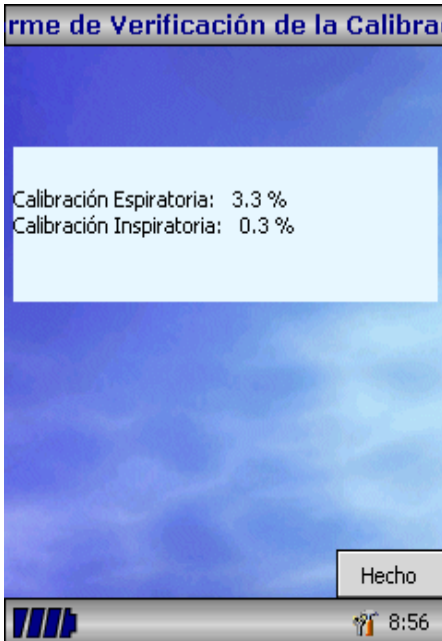 rme de Verificación de la Calibra
Calibración Espiratoria: 3.3 %
Calibración Inspiratoria: 0.3 %
Hecho
8:56